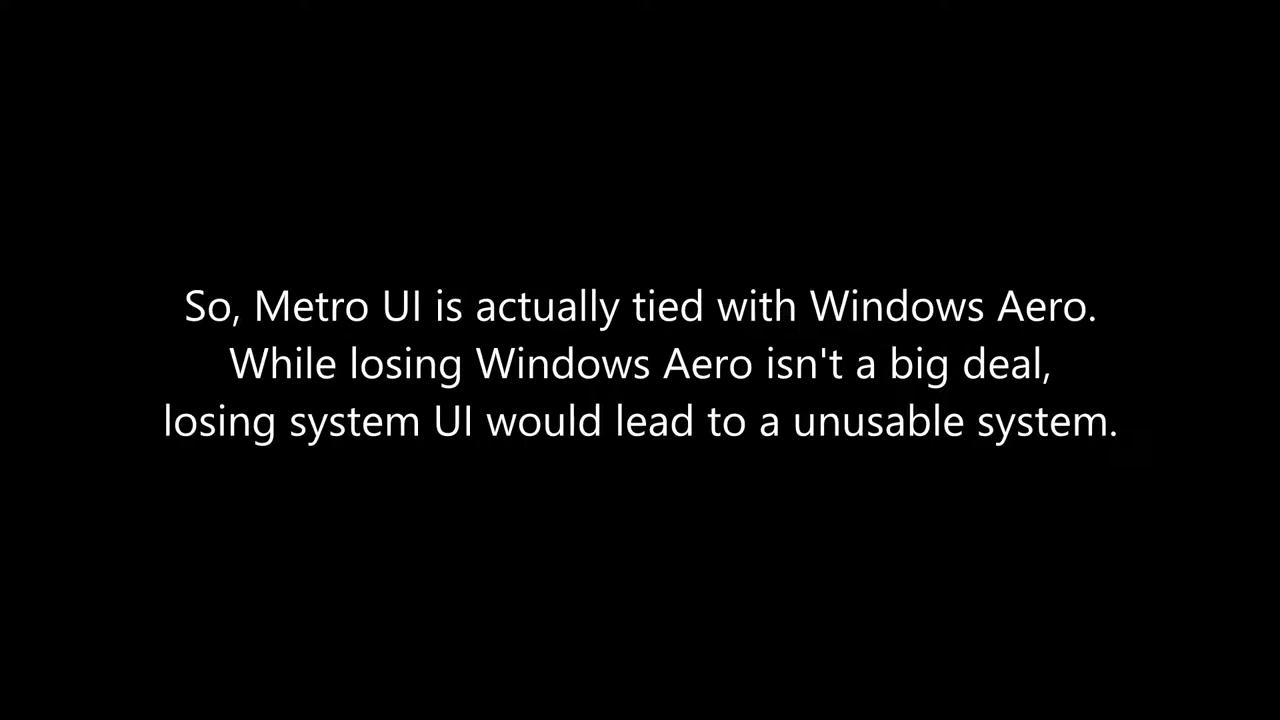 So, Metro UI is actually tied with Windows Aero.
While losing Windows Aero isn't a big deal,
losing system UI would lead to a unusable system.